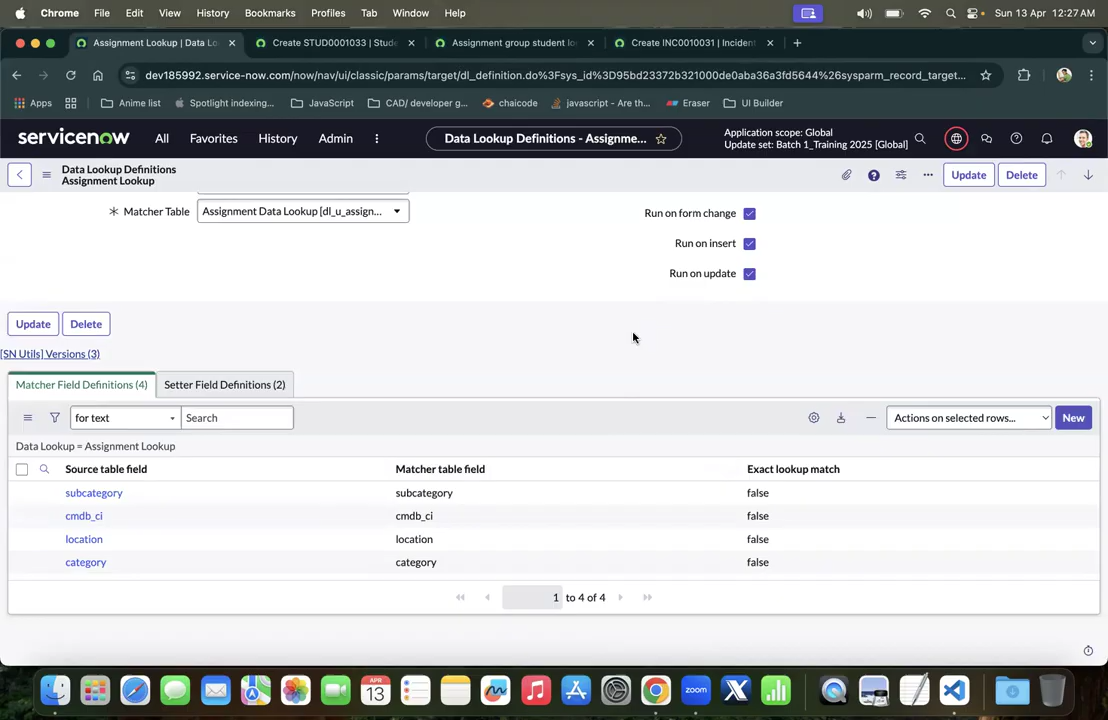 Chrome File Edit View History Bookmarks Profiles Tab Window Help Sun 13 Apr 12:27 AM
Assignment Lookup | Data Lo Create STUD0001033 | Stude Assignment group student lo Create INC0010031 | Incident
dev185992.service-now.com/now/nav/ui/classic/params/target/dl_definition.do%3Fsys_id%3D95bd23372b321000de0aba36a3fd5644%26sysparm_record_target...
Apps Anime list Spotlight indexing... JavaScript CAD/ developer g... chaicode javascript - Are th... Eraser UI Builder
servicenow All Favorites History Admin Data Lookup Definitions - Assignme... Application scope: Global
Update set: Batch 1_Training 2025 [Global]
Data Lookup Definitions
Assignment Lookup
Update Delete
Matcher Table Assignment Data Lookup [dl_u_assign... Run on form change
Run on insert
Run on update
Update Delete
[SN Utils] Versions (3)
Matcher Field Definitions (4) Setter Field Definitions (2)
for text Search Actions on selected rows... New
Data Lookup = Assignment Lookup
Source table field Matcher table field Exact lookup match
subcategory subcategory false
cmdb_ci cmdb_ci false
location location false
category category false
1 to 4 of 4
APR
13
zoom